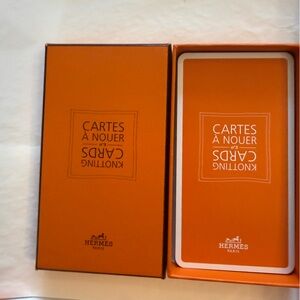 CARTES
À NOUER
KNOTTING
CARDS
HERMÈS
PARIS
CARTES
À NOUER
KNOTTING
CARDS
HERMÈS
PARIS